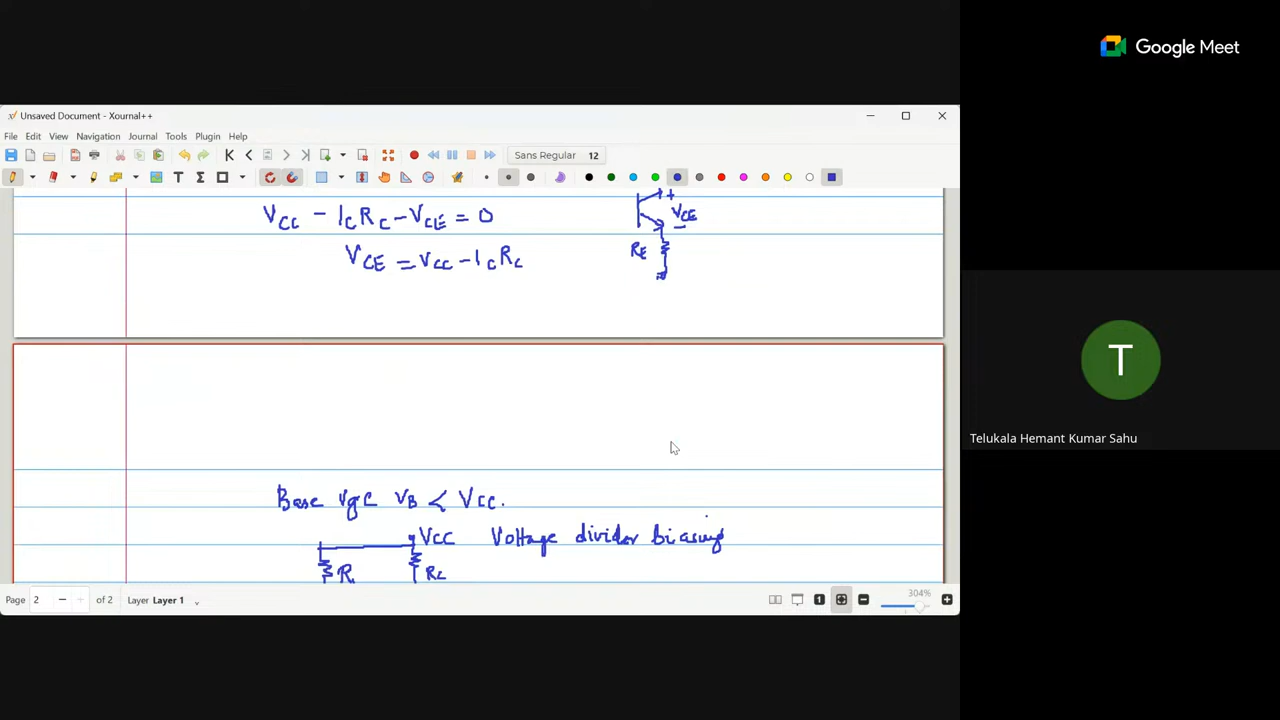 Google Meet
Unsaved Document - Xournal++
File Edit View Navigation Journal Tools Plugin Help
Sans Regular 12
VCC - ICRC - VCE = 0
VCE = VCC - ICRC
+
VCE
-
RE
Telukala Hemant Kumar Sahu
Base VgC VB < VCC.
VCC Voltage divider biasing
R RC
Page 2 of 2 Layer Layer 1 304%